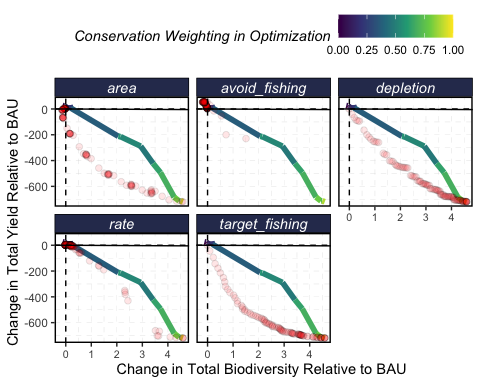 Conservation Weighting in Optimization
0.00 0.25 0.50 0.75 1.00
area avoid_fishing depletion
0
-200
-400
-600
0 1 2 3 4
rate target_fishing
0
-200
-400
-600
0 1 2 3 4 0 1 2 3 4
Change in Total Yield Relative to BAU
Change in Total Biodiversity Relative to BAU